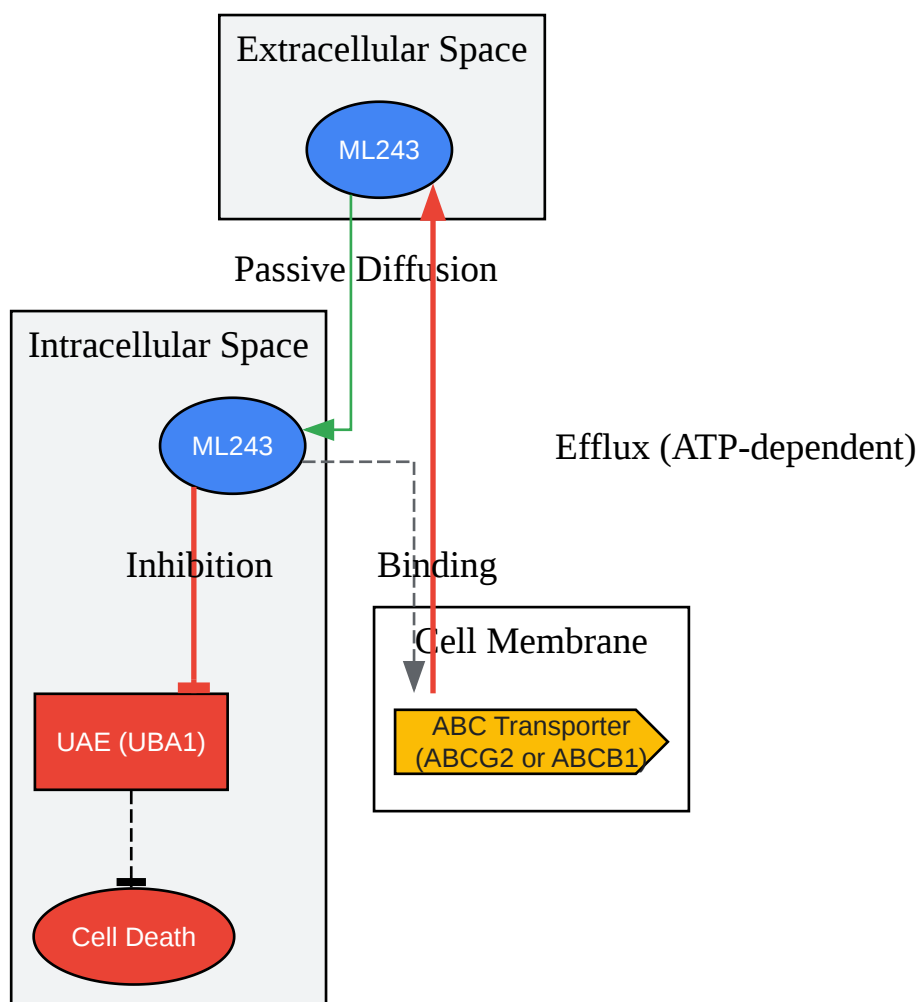 Extracellular Space
ML243
Passive Diffusion
Intracellular Space
ML243
Efflux (ATP-dependent)
Inhibition
Binding
Cell Membrane
ABC Transporter
(ABCG2 or ABCB1)
UAE (UBA1)
Cell Death